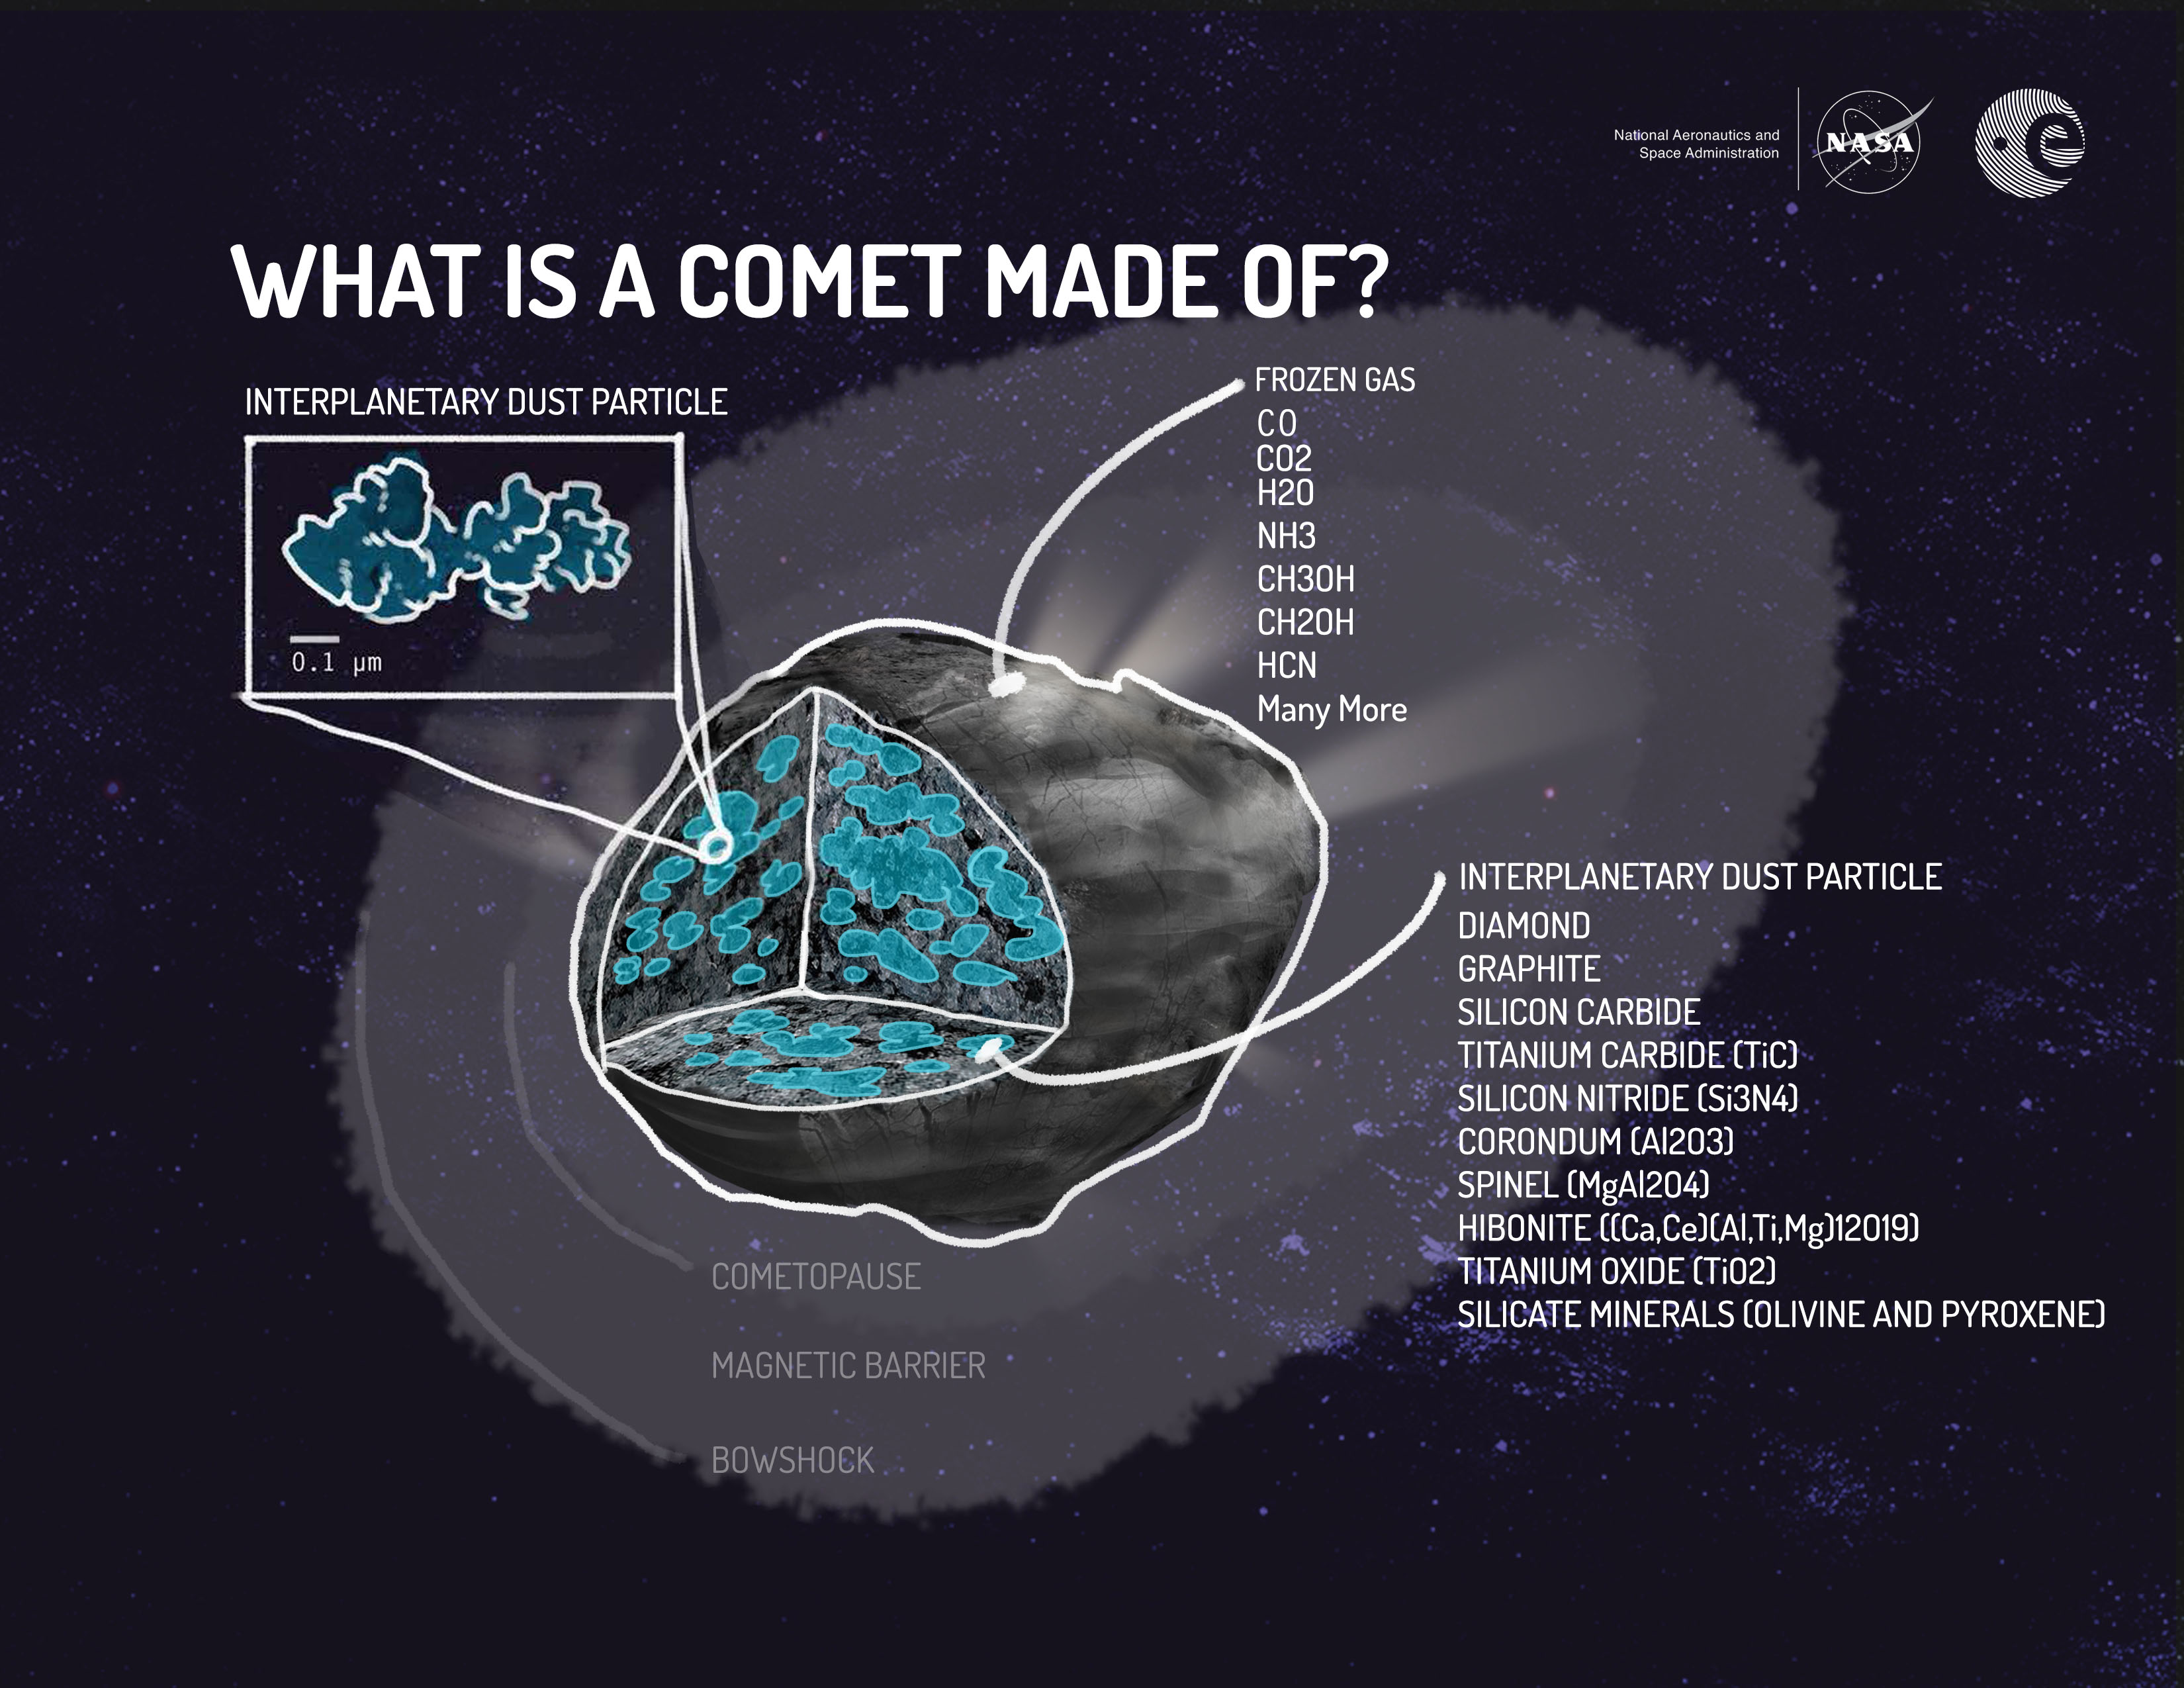 National Aeronautics and
Space Administration
NASA
esa
WHAT IS A COMET MADE OF?
INTERPLANETARY DUST PARTICLE
0.1 µm
FROZEN GAS
CO
CO2
H2O
NH3
CH3OH
CH2OH
HCN
Many More
INTERPLANETARY DUST PARTICLE
DIAMOND
GRAPHITE
SILICON CARBIDE
TITANIUM CARBIDE (TiC)
SILICON NITRIDE (Si3N4)
CORONDUM (Al2O3)
SPINEL (MgAl2O4)
HIBONITE ((Ca,Ce)(Al,Ti,Mg)12O19)
TITANIUM OXIDE (TiO2)
SILICATE MINERALS (OLIVINE AND PYROXENE)
COMETOPAUSE
MAGNETIC BARRIER
BOWSHOCK